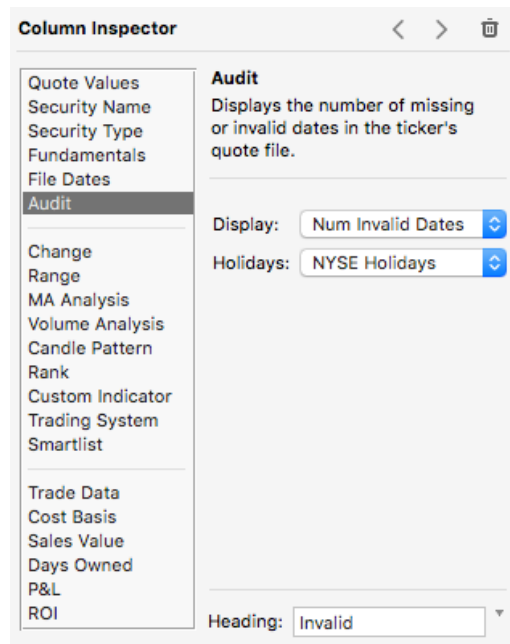 Column Inspector
Quote Values
Security Name
Security Type
Fundamentals
File Dates
Audit
Change
Range
MA Analysis
Volume Analysis
Candle Pattern
Rank
Custom Indicator
Trading System
Smartlist
Trade Data
Cost Basis
Sales Value
Days Owned
P&L
ROI
Audit
Displays the number of missing
or invalid dates in the ticker's
quote file.
Display: Num Invalid Dates
Holidays: NYSE Holidays
Heading: Invalid